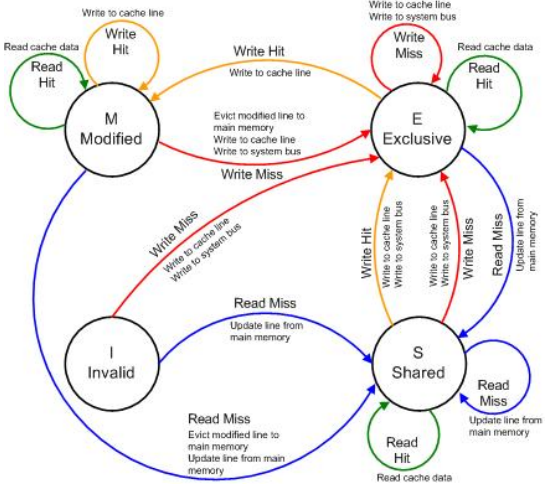 Write to cache line
Write
Hit
Read cache data
Read
Hit
M
Modified
Write Hit
Write to cache line
Write to cache line
Write to system bus
Write
Miss
Read cache data
Read
Hit
E
Exclusive
Evict modified line to
main memory
Write to cache line
Write to system bus
Write Miss
Write Miss
Write to cache line
Write to system bus
Write Hit
Write to cache line
Write to system bus
Write to cache line
Write to system bus
Write Miss
Read Miss
Update line from
main memory
I
Invalid
Read Miss
Update line from
main memory
S
Shared
Read
Miss
Update line from
main memory
Read Miss
Evict modified line to
main memory
Update line from main
memory
Read
Hit
Read cache data